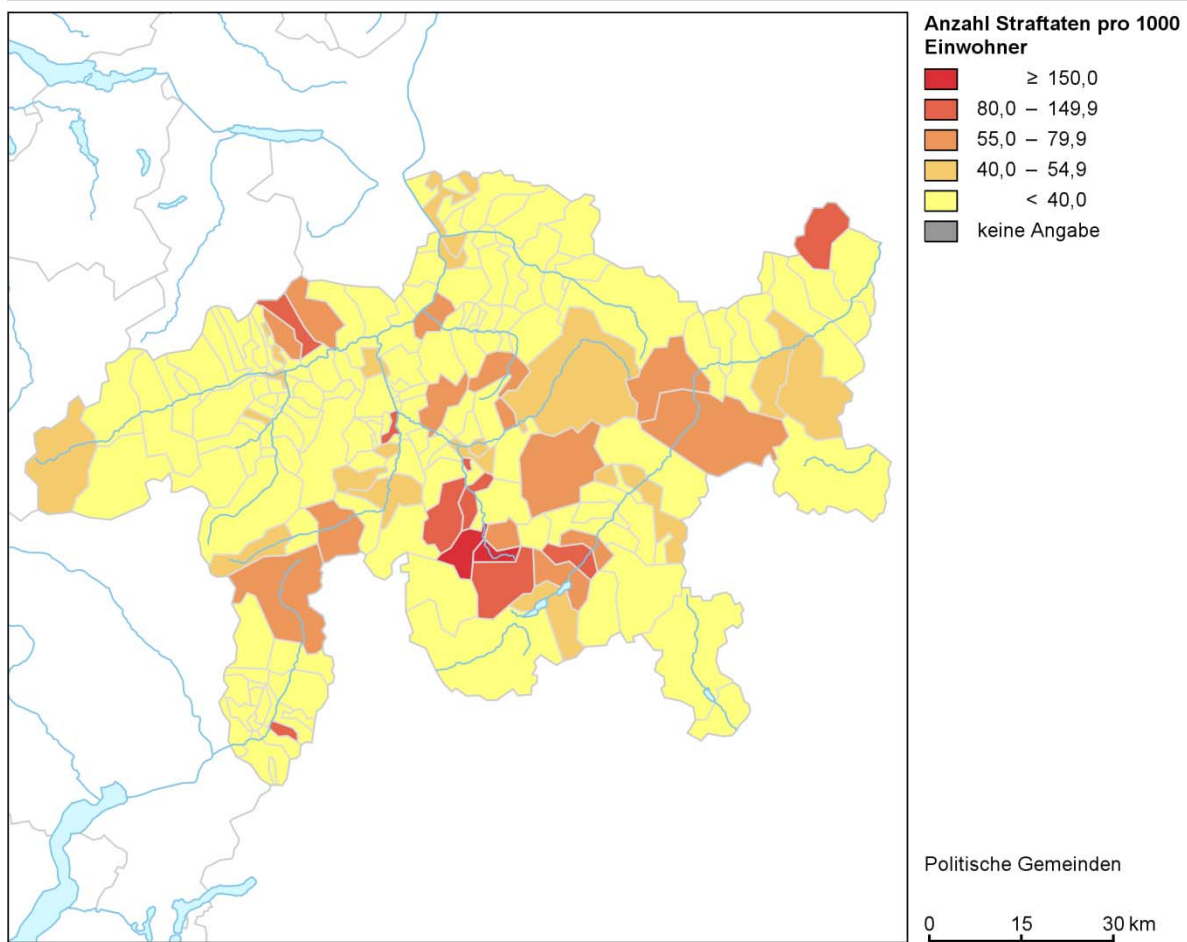 Anzahl Straftaten pro 1000
Einwohner
≥ 150,0
80,0 – 149,9
55,0 – 79,9
40,0 – 54,9
< 40,0
keine Angabe
Politische Gemeinden
0 15 30 km